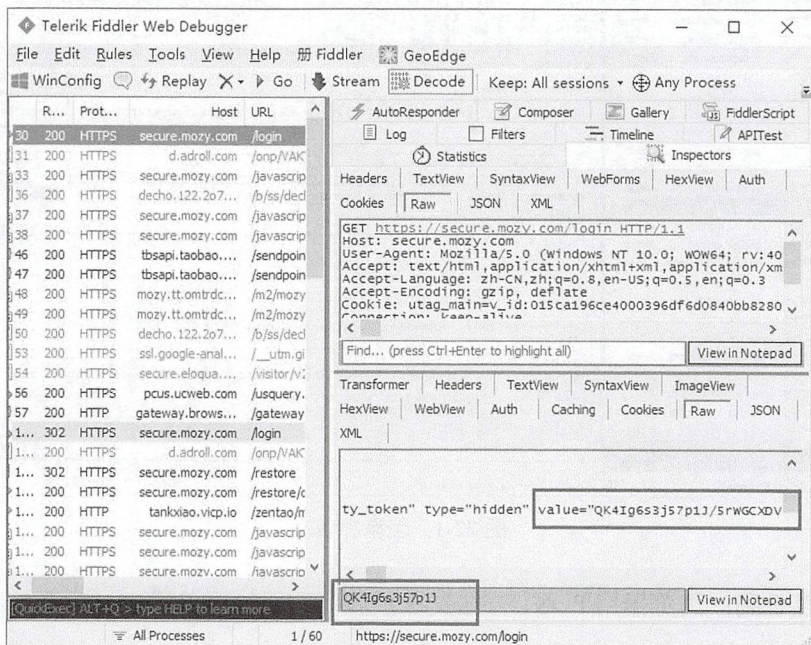 Telerik Fiddler Web Debugger
File Edit Rules Tools View Help 册 Fiddler GeoEdge
WinConfig Replay X Go Stream Decode Keep: All sessions Any Process
R... Prot... Host URL
30 200 HTTPS secure.mozy.com /login
31 200 HTTPS d.adroll.com /onp/VAK
33 200 HTTPS secure.mozy.com /javascrip
36 200 HTTPS decho.122.2o7... /b/ss/decl
37 200 HTTPS secure.mozy.com /javascrip
38 200 HTTPS secure.mozy.com /javascrip
46 200 HTTPS tbsapi.taobao.... /sendpoin
47 200 HTTPS tbsapi.taobao.... /sendpoin
48 200 HTTPS mozy.tt.omtrdc... /m2/mozy
49 200 HTTPS mozy.tt.omtrdc... /m2/mozy
50 200 HTTPS decho.122.2o7... /b/ss/decl
53 200 HTTPS ssl.google-anal... /__utm.gi
54 200 HTTPS secure.eloqua.... /visitor/v2
56 200 HTTPS pcus.ucweb.com /usquery.
57 200 HTTP gateway.brows... /gateway
1... 302 HTTPS secure.mozy.com /login
1... 200 HTTPS d.adroll.com /onp/VAK
1... 302 HTTPS secure.mozy.com /restore
1... 200 HTTPS secure.mozy.com /restore/c
1... 200 HTTP tankxiao.vicp.io /zentao/n
1... 200 HTTPS secure.mozy.com /javascrip
1... 200 HTTPS secure.mozy.com /javascrip
1... 200 HTTPS secure.mozy.com /javascrip
[QuickExec] ALT+Q > type HELP to learn more
All Processes 1 / 60 https://secure.mozy.com/login
AutoResponder Composer Gallery FiddlerScript
Log Filters Timeline APITest
Statistics Inspectors
Headers TextView SyntaxView WebForms HexView Auth
Cookies Raw JSON XML
GET https://secure.mozy.com/login HTTP/1.1
Host: secure.mozy.com
User-Agent: Mozilla/5.0 (Windows NT 10.0; WOW64; rv:40
Accept: text/html,application/xhtml+xml,application/xm
Accept-Language: zh-CN,zh;q=0.8,en-US;q=0.5,en;q=0.3
Accept-Encoding: gzip, deflate
Cookie: utag_main=v_id:015ca196ce4000396df6d0840bb8280
Connection: keep-alive
Find... (press Ctrl+Enter to highlight all) View in Notepad
Transformer Headers TextView SyntaxView ImageView
HexView WebView Auth Caching Cookies Raw JSON
XML
ty_token" type="hidden" value="QK4Ig6s3j57p1J/5rWGCXDV
QK4Ig6s3j57p1J View in Notepad